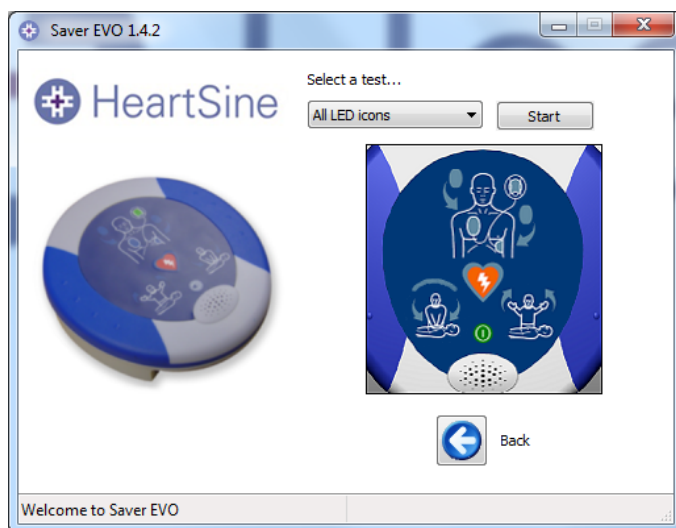 Saver EVO 1.4.2
HeartSine
Select a test...
All LED icons
Start
Back
Welcome to Saver EVO